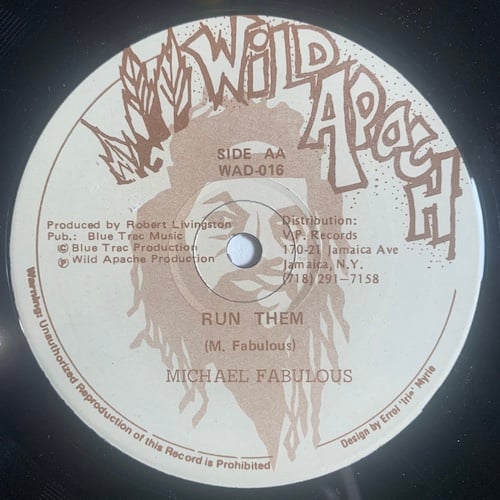 WILD APACH
SIDE AA
WAD-016
Produced by Robert Livingston
Pub.: Blue Trac Music
© Blue Trac Production
℗ Wild Apache Production
Distribution:
V.P. Records
170-21 Jamaica Ave
Jamaica, N.Y.
(718) 291-7158
RUN THEM
(M. Fabulous)
MICHAEL FABULOUS
Warning: Unauthorized Reproduction of this Record is Prohibited
Design by Errol 'Irie' Myrie